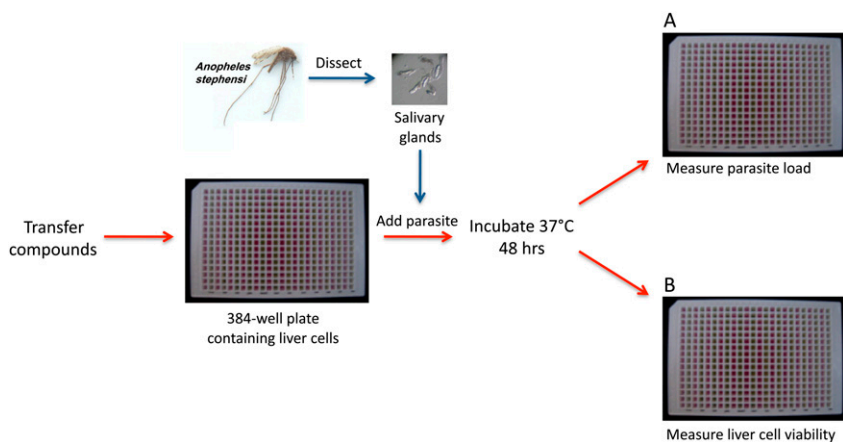 A
Anopheles
stephensi
Dissect
Salivary
glands
Measure parasite load
Transfer
compounds
Add parasite
Incubate 37°C
48 hrs
384-well plate
containing liver cells
B
Measure liver cell viability